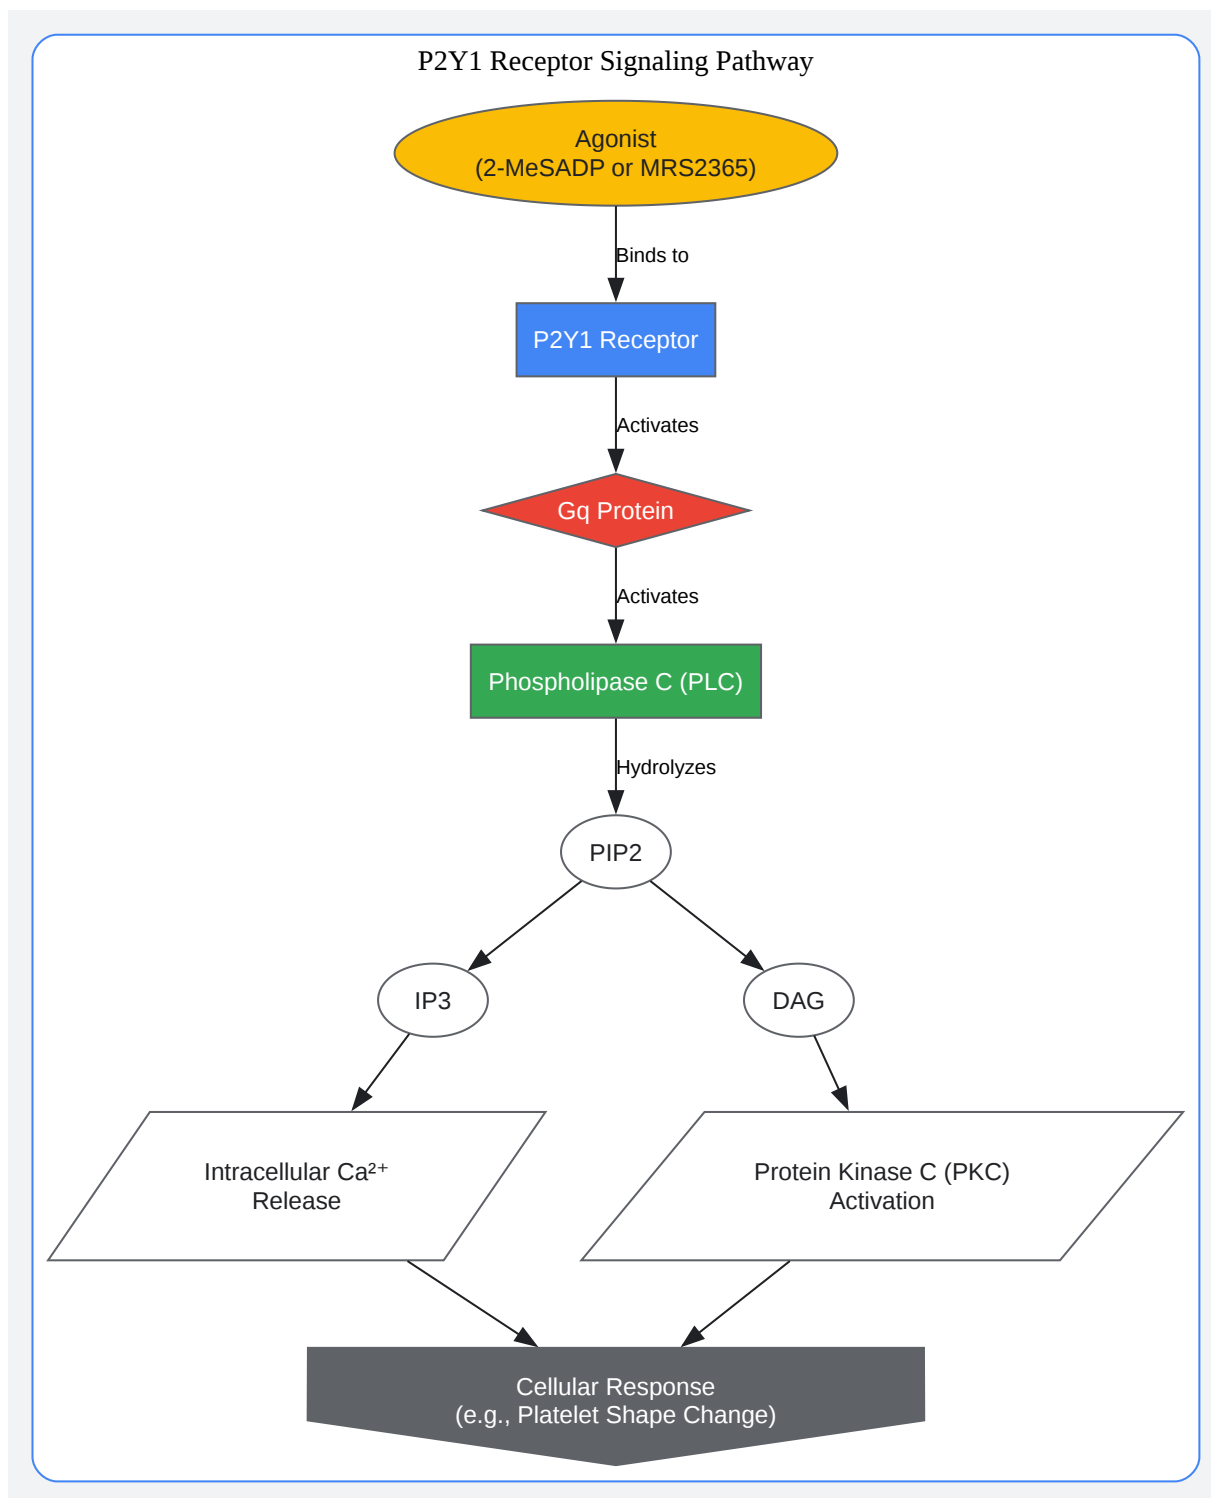 P2Y1 Receptor Signaling Pathway
Agonist
(2-MeSADP or MRS2365)
Binds to
P2Y1 Receptor
Activates
Gq Protein
Activates
Phospholipase C (PLC)
Hydrolyzes
PIP2
IP3
DAG
Intracellular Ca²⁺
Release
Protein Kinase C (PKC)
Activation
Cellular Response
(e.g., Platelet Shape Change)